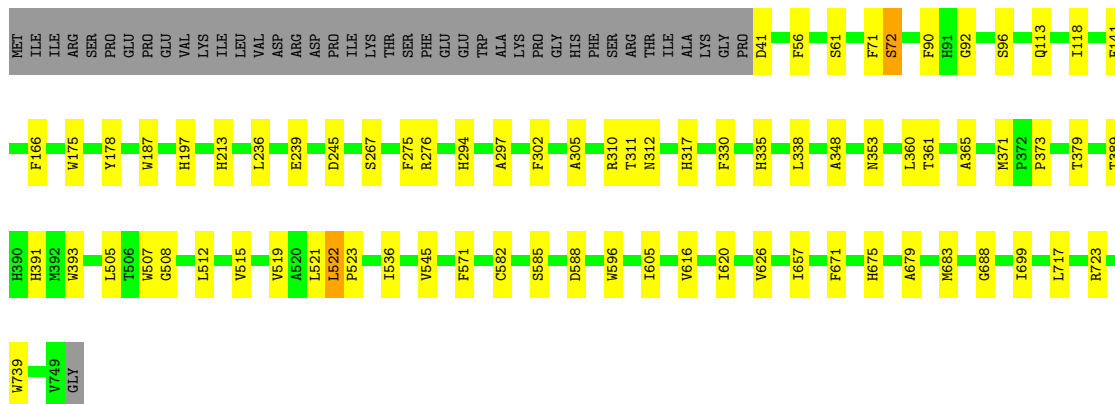 MET ILE ILE ARG SER PRO GLU PRO GLU VAL LYS ILE LEU VAL ASP ARG ASP PRO ILE LYS THR SER PHE GLU GLU TRP ALA LYS PRO GLY HIS PHE SER ARG THR ILE ALA LYS GLY PRO D41 F56 S61 F71 S72 F90 H91 G92 S96 Q113 I118
F166 W175 Y178 W187 H197 H213 L236 E239 D245 S267 F275 R276 H294 A297 F302 A305 R310 T311 N312 H317 F330 H335 L338 A348 N353 L360 T361 A365 M371 P372 P373 T379 T389
H390 H391 M392 W393 L505 T506 W507 G508 L512 V515 V519 A520 L521 L522 P523 I536 V545 F571 C582 S585 D588 W596 I605 V616 I620 V626 I657 F671 H675 A679 M683 G688 I699 L717 R723
W739 V749 GLY